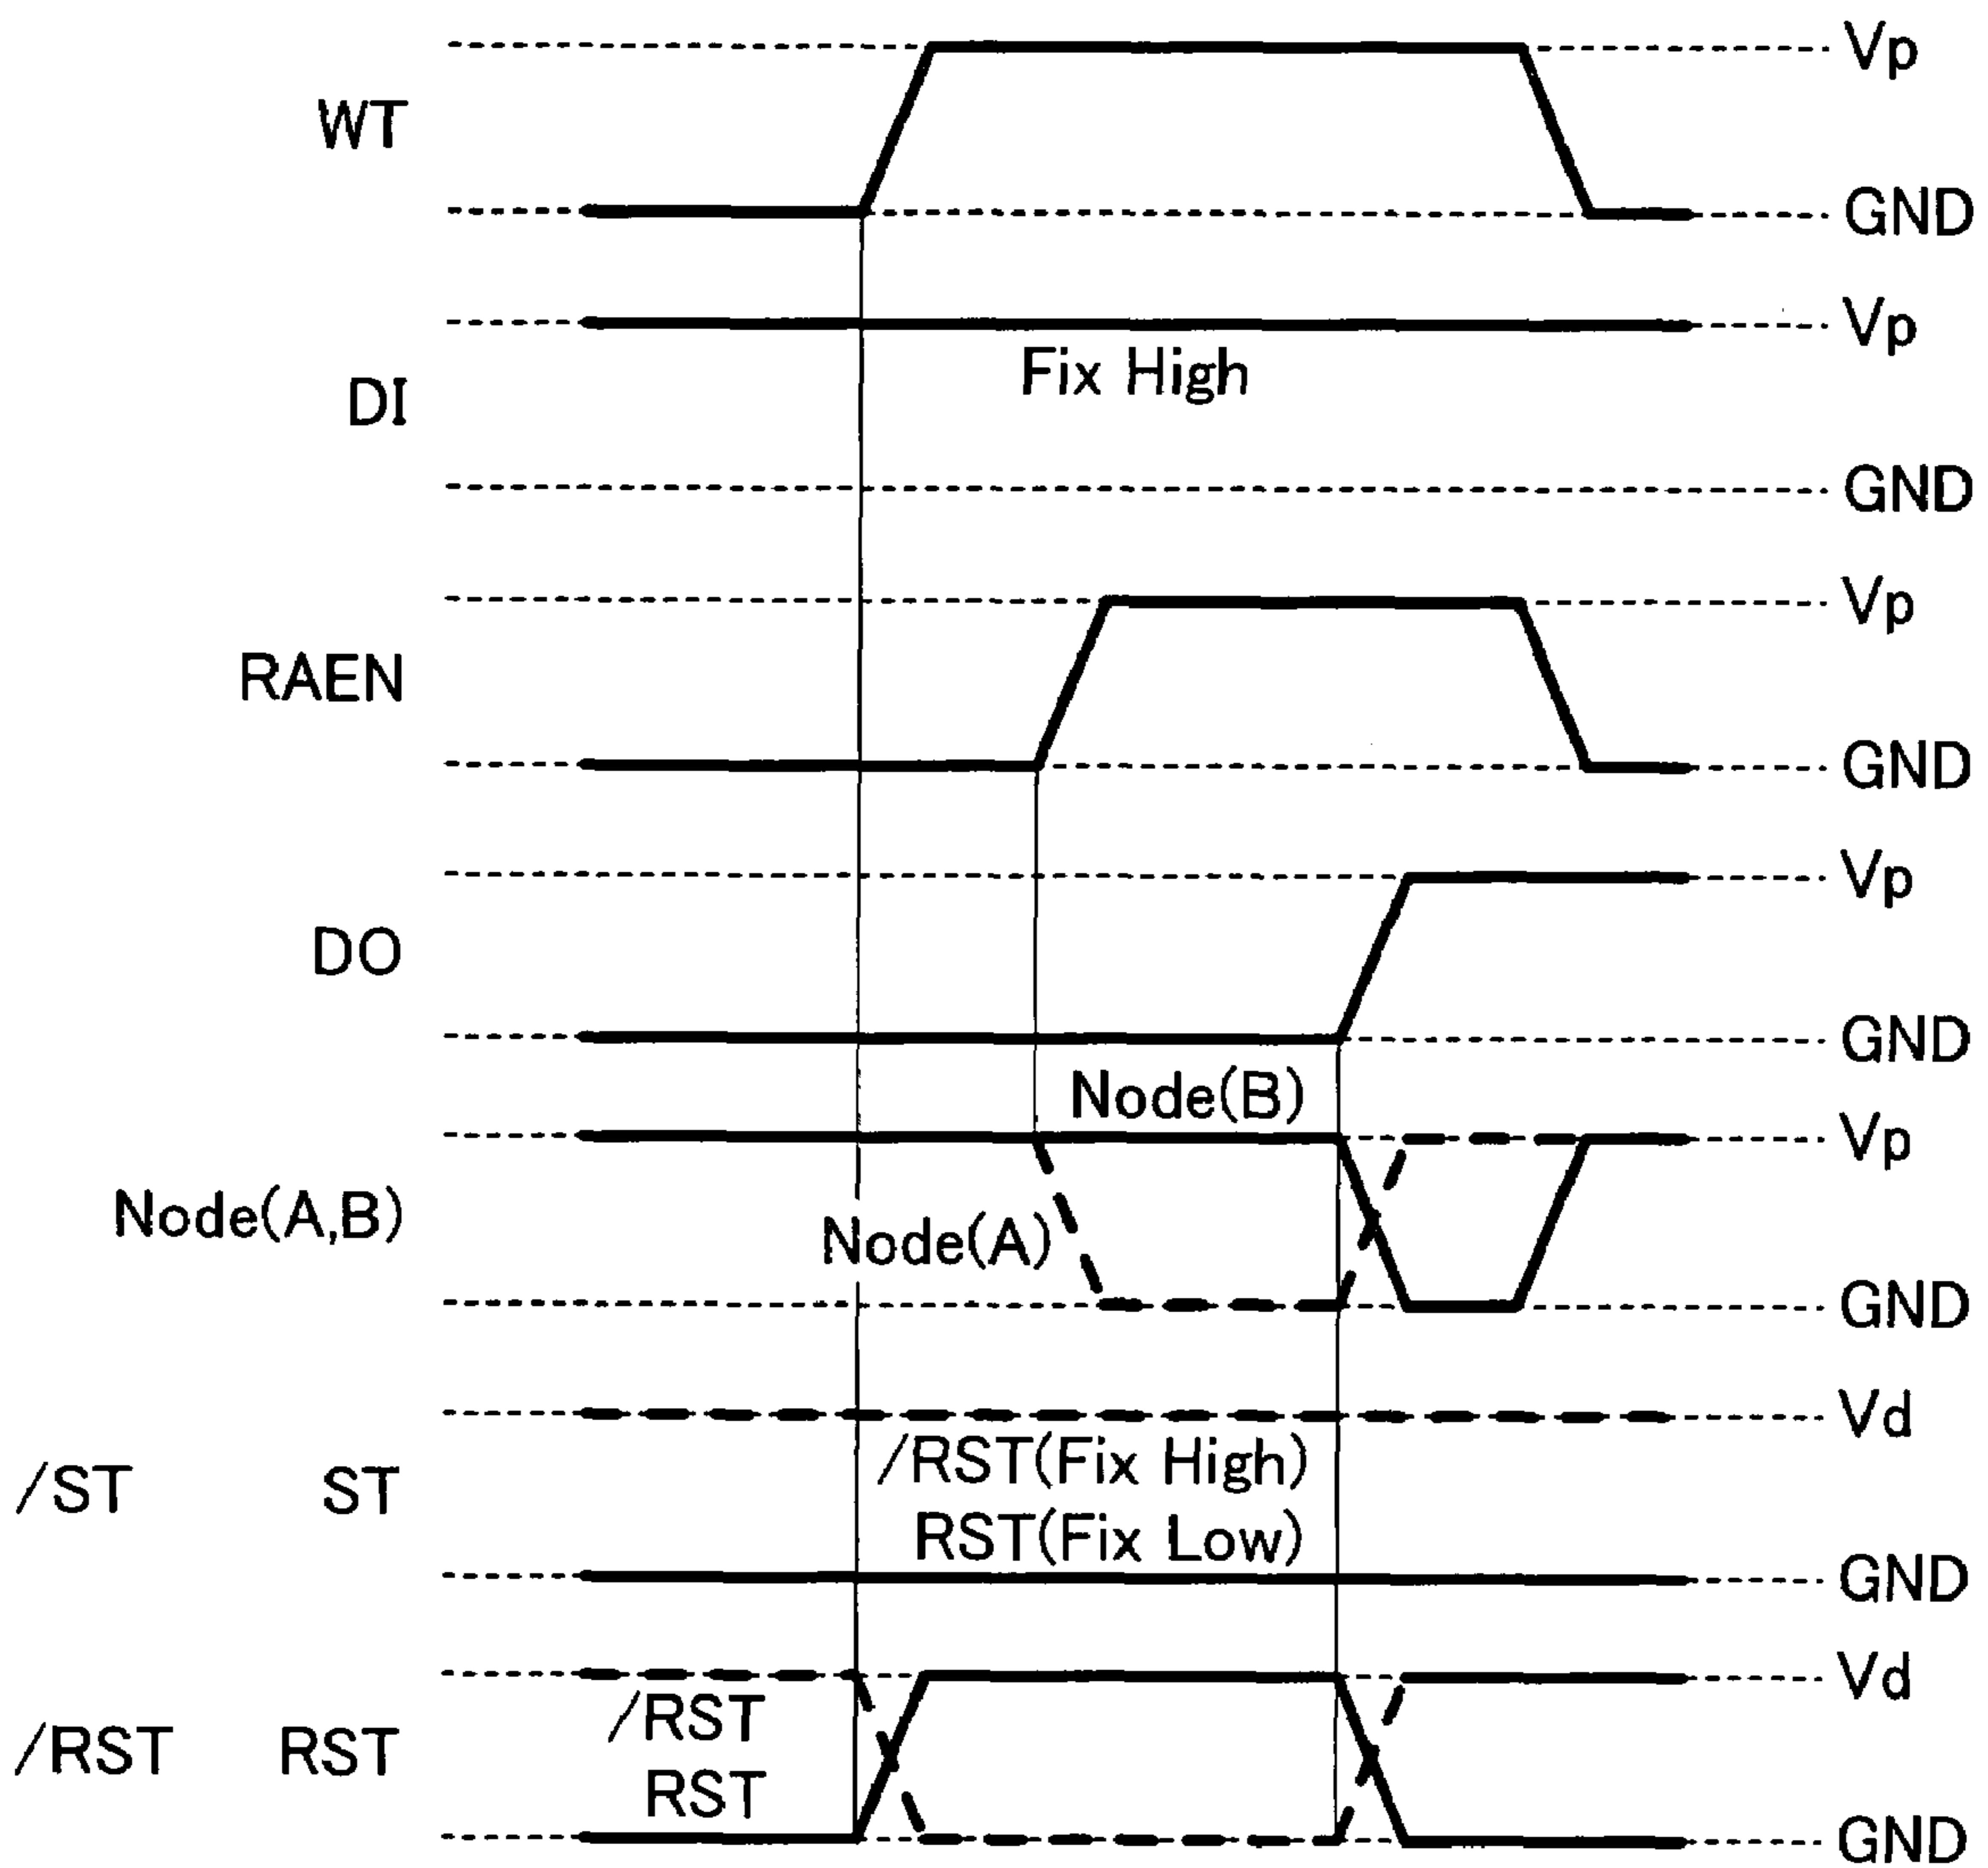 Vp
WT
GND
Vp
Fix High
DI
GND
Vp
RAEN
GND
Vp
DO
GND
Node(B)
Vp
Node(A,B)
Node(A)
GND
Vd
/RST(Fix High)
/ST ST
RST(Fix Low)
GND
Vd
/RST
/RST RST
RST
GND